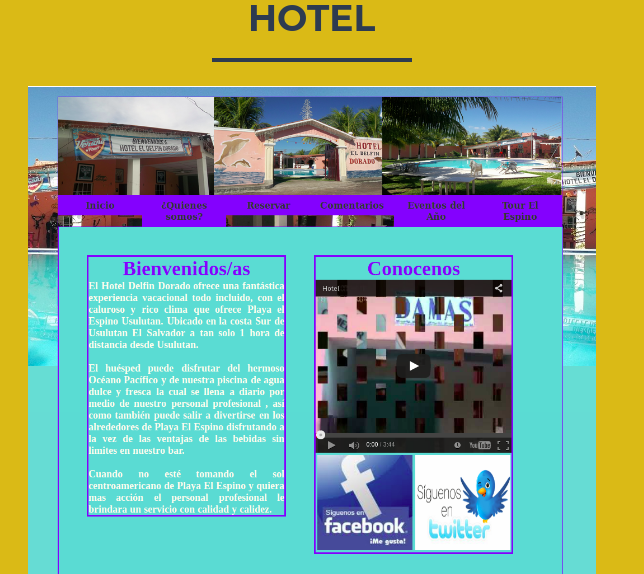 HOTEL
BIENVENIDOS
HOTEL EL DELFIN DORADO
HOTEL
EL DELFIN
DORADO
Inicio
¿Quienes somos?
Reservar
Comentarios
Eventos del Año
Tour El Espino
Bienvenidos/as
El Hotel Delfin Dorado ofrece una fantástica
experiencia vacacional todo incluido, con el
caluroso y rico clima que ofrece Playa el
Espino Usulutan. Ubicado en la costa Sur de
Usulutan El Salvador a tan solo 1 hora de
distancia desde Usulutan.
El huésped puede disfrutar del hermoso
Océano Pacífico y de nuestra piscina de agua
dulce y fresca la cual se llena a diario por
medio de nuestro personal profesional , así
como también puede salir a divertirse en los
alrededores de Playa El Espino disfrutando a
la vez de las ventajas de las bebidas sin
limites en nuestro bar.
Cuando no esté tomando el sol
centroamericano de Playa El Espino y quiera
mas acción el personal profesional le
brindara un servicio con calidad y calidez.
Conocenos
Hotel
DAMAS
0:00 / 3:44
YouTube
Síguenos en
facebook
¡Me gusta!
Síguenos
en
twitter